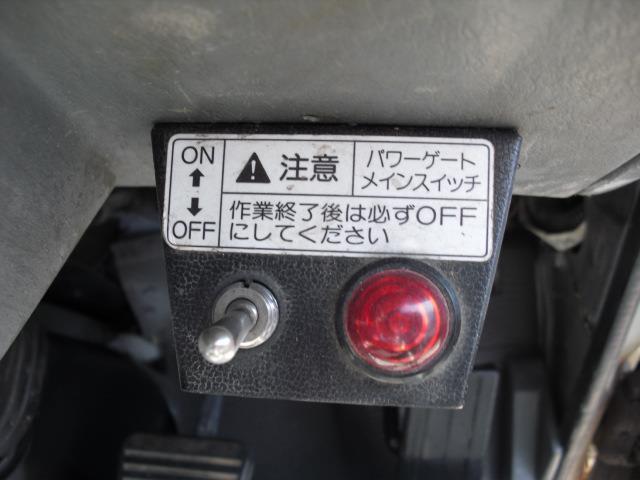 ON
↑
↓
OFF
注意
パワーゲート
メインスイッチ
作業終了後は必ずOFF
にしてください